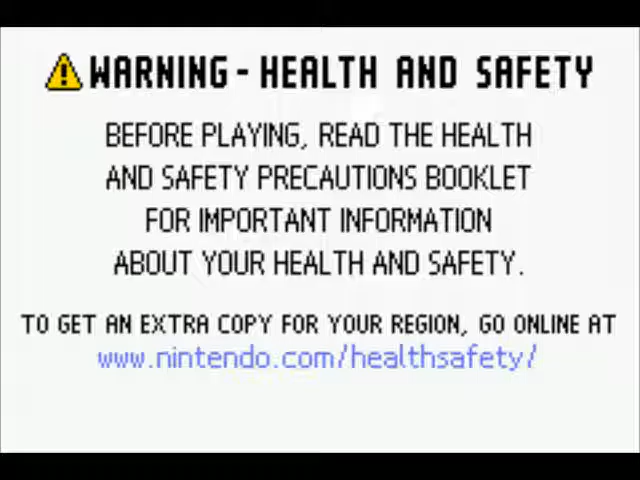 WARNING - HEALTH AND SAFETY
BEFORE PLAYING, READ THE HEALTH
AND SAFETY PRECAUTIONS BOOKLET
FOR IMPORTANT INFORMATION
ABOUT YOUR HEALTH AND SAFETY.
TO GET AN EXTRA COPY FOR YOUR REGION, GO ONLINE AT
www.nintendo.com/healthsafety/